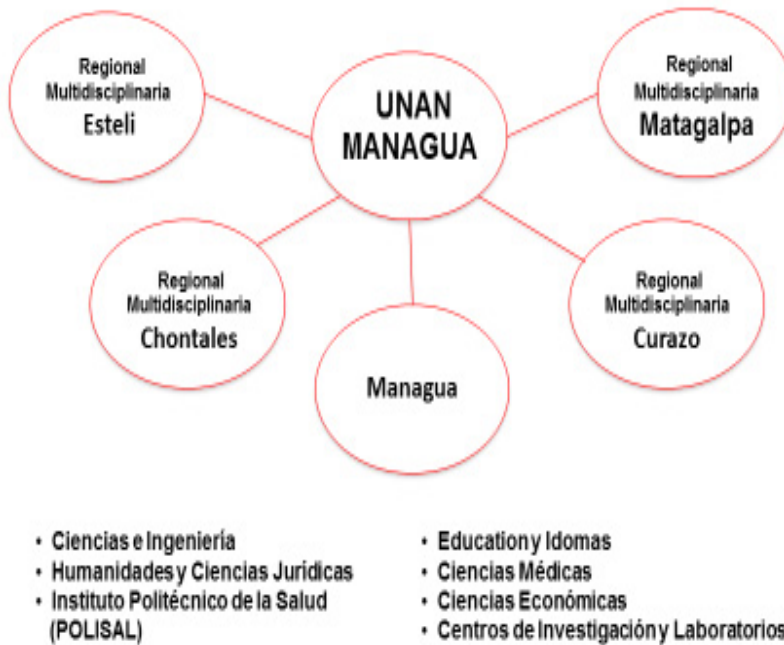 Regional
Multidisciplinaria
Esteli
UNAN
MANAGUA
Regional
Multidisciplinaria
Matagalpa
Regional
Multidisciplinaria
Chontales
Managua
Regional
Multidisciplinaria
Curazo
• Ciencias e Ingeniería
• Humanidades y Ciencias Jurídicas
• Instituto Politécnico de la Salud
(POLISAL)
• Education y Idomas
• Ciencias Médicas
• Ciencias Económicas
• Centros de Investigación y Laboratorios